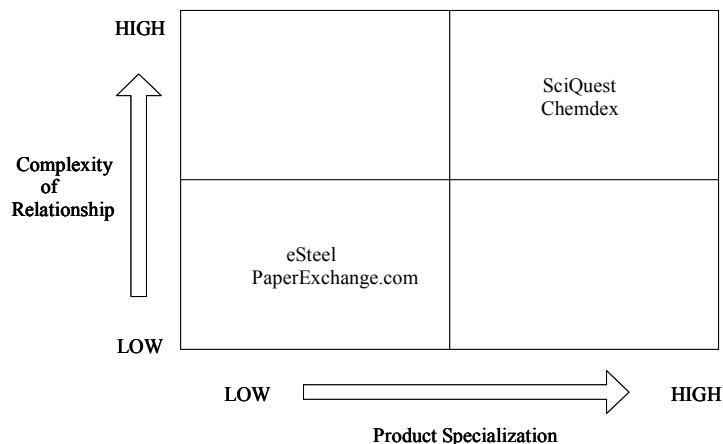 HIGH
SciQuest
Chemdex
Complexity
of
Relationship
eSteel
PaperExchange.com
LOW
LOW
HIGH
Product Specialization